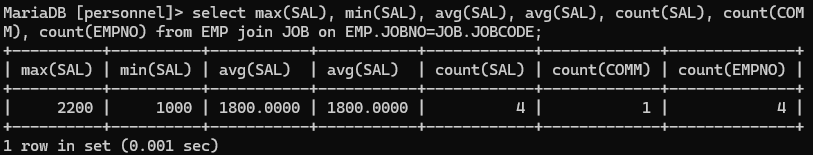 MariaDB [personnel]> select max(SAL), min(SAL), avg(SAL), avg(SAL), count(SAL), count(COM
M), count(EMPNO) from EMP join JOB on EMP.JOBNO=JOB.JOBCODE;
+----------+----------+-----------+-----------+------------+-------------+--------------+
| max(SAL) | min(SAL) | avg(SAL)  | avg(SAL)  | count(SAL) | count(COMM) | count(EMPNO) |
+----------+----------+-----------+-----------+------------+-------------+--------------+
|     2200 |     1000 | 1800.0000 | 1800.0000 |          4 |           1 |            4 |
+----------+----------+-----------+-----------+------------+-------------+--------------+
1 row in set (0.001 sec)